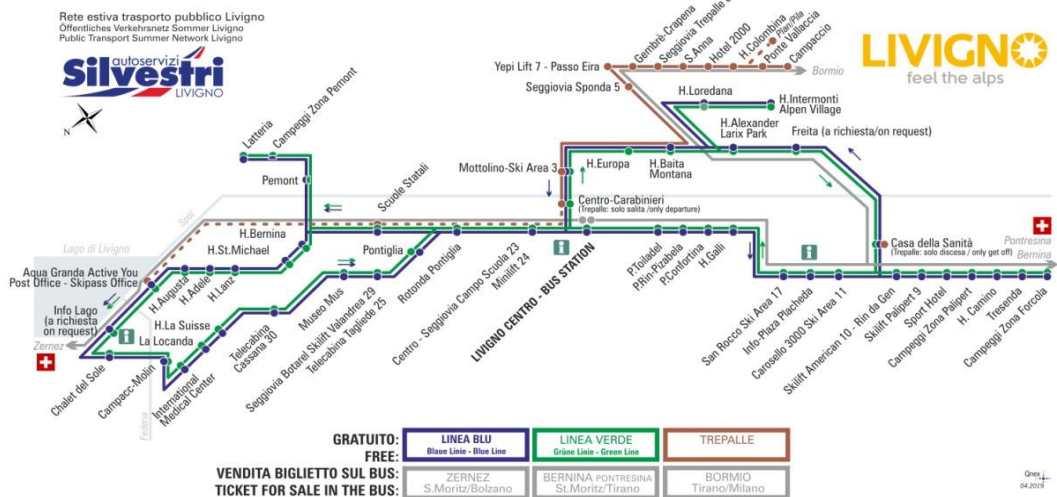 Rete estiva trasporto pubblico Livigno
Öffentliches Verkehrsnetz Sommer Livigno
Public Transport Summer Network Livigno
autoservizi
Silvestri
LIVIGNO
N
LIVIGNO
feel the alps
Gembrè-Crapena
Seggiovia Trepalle
S.Anna
Hotel 2000
H.Colombina
Plan/Pila
Ponte Vallaccia
Campaccio
Bormio
Yepi Lift 7 - Passo Eira
Seggiovia Sponda 5
H.Loredana
H.Intermonti
Alpen Village
H.Alexander
Larix Park
Freita (a richiesta/on request)
Latteria
Campeggi Zona Pemont
Pemont
Scuole Statali
Mottolino-Ski Area 3
H.Europa
H.Baita
Montana
Centro-Carabinieri
(Trepalle: solo salita /only departure)
Spöl
Lago di Livigno
H.Bernina
H.St.Michael
Pontiglia
Casa della Sanità
(Trepalle: solo discesa / only get off)
Pontresina
Bernina
Aqua Granda Active You
Post Office - Skipass Office
Info Lago
(a richiesta
on request)
Zernez
H.Augusta
H.Adele
H.Lanz
H.La Suisse
La Locanda
Chalet del Sole
Campacc-Molin
Federia
International
Medical Center
Telecabina
Cassana 30
Museo Mus
Seggiovia Botarel Skilift Valandrea 29
Telecabina Tagliede 25
Rotonda Pontiglia
Centro - Seggiovia Campo Scuola 23
Minilift 24
LIVIGNO CENTRO - BUS STATION
P.Toiladel
P.Rin-Pizabela
P.Confortina
H.Galli
San Rocco Ski Area 17
Info-Plaza Placheda
Carosello 3000 Ski Area 11
Skilift American 10 - Rin da Gen
Skilift Palipert 9
Sport Hotel
Campeggi Zona Palipert
H. Camino
Tresenda
Campeggi Zona Forcola
GRATUITO:
FREE:
LINEA BLU
Blaue Linie - Blue Line
LINEA VERDE
Grüne Linie - Green Line
TREPALLE
VENDITA BIGLIETTO SUL BUS:
TICKET FOR SALE IN THE BUS:
ZERNEZ
S.Moritz/Bolzano
BERNINA PONTRESINA
St.Moritz/Tirano
BORMIO
Tirano/Milano
Qnex
04.2019